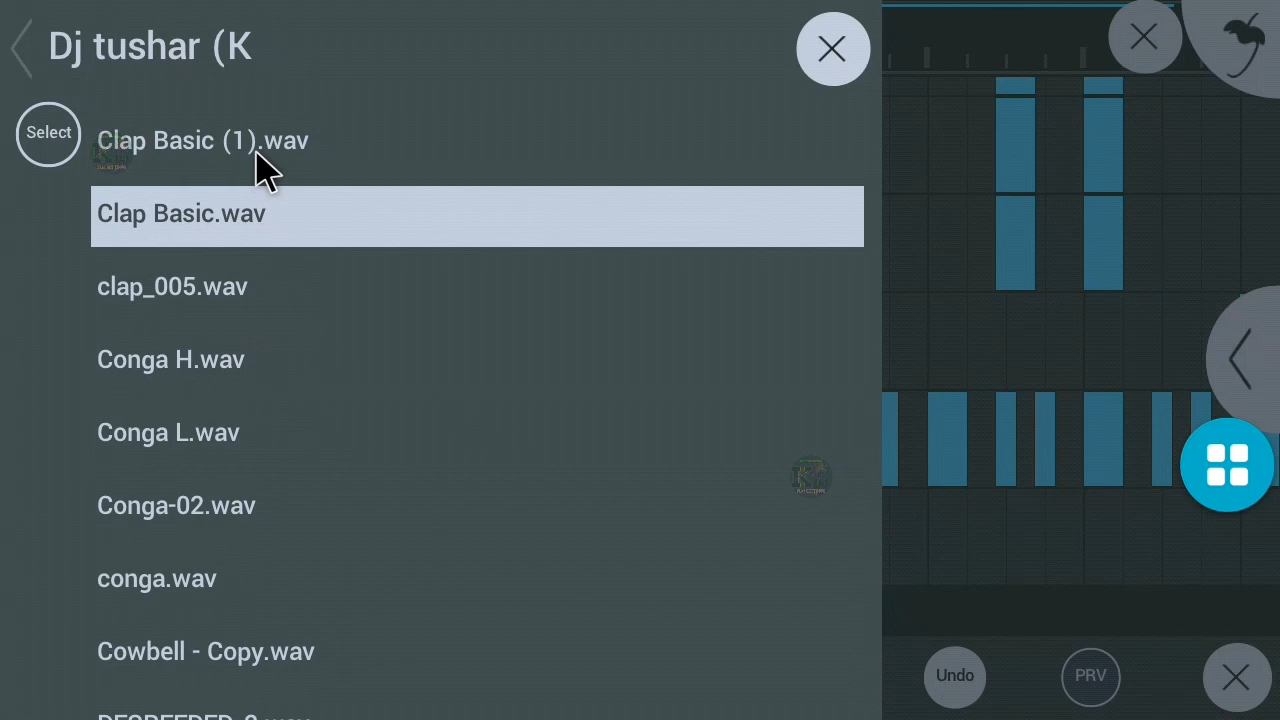 Dj tushar (K
Select
Clap Basic (1).wav
Clap Basic.wav
clap_005.wav
Conga H.wav
Conga L.wav
Conga-02.wav
conga.wav
Cowbell - Copy.wav
Undo
PRV